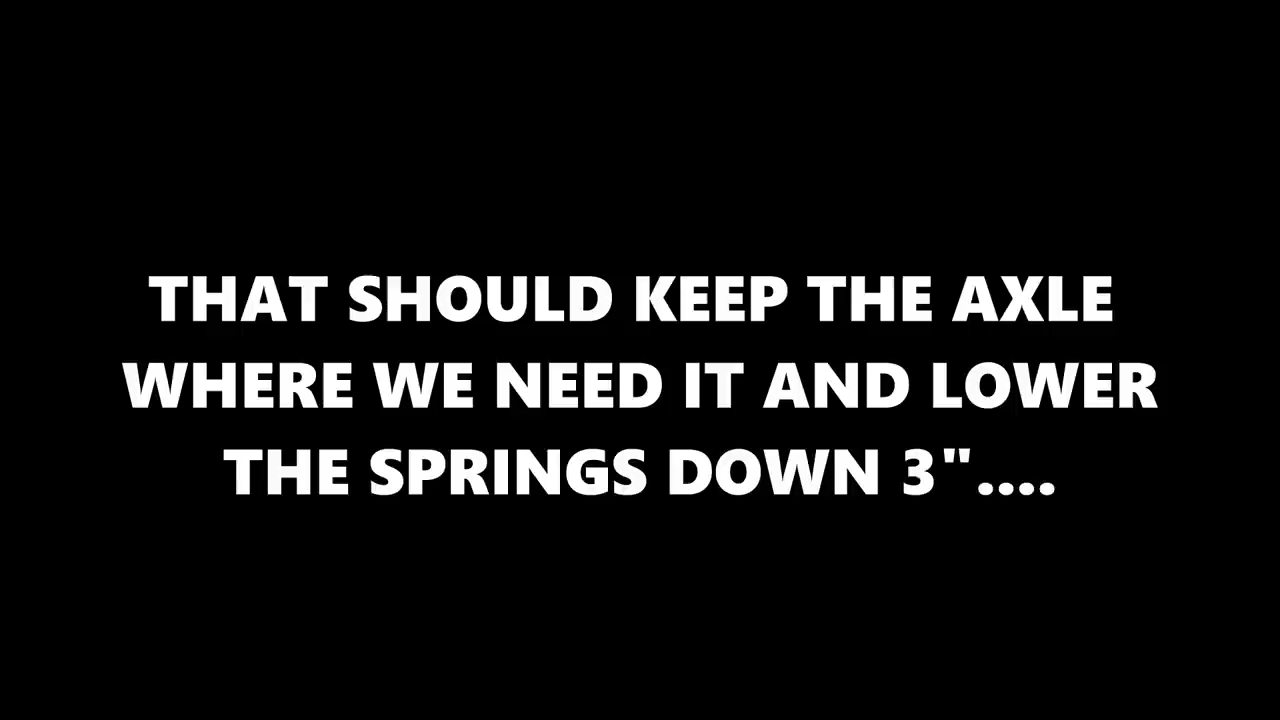 THAT SHOULD KEEP THE AXLE
WHERE WE NEED IT AND LOWER
THE SPRINGS DOWN 3"....